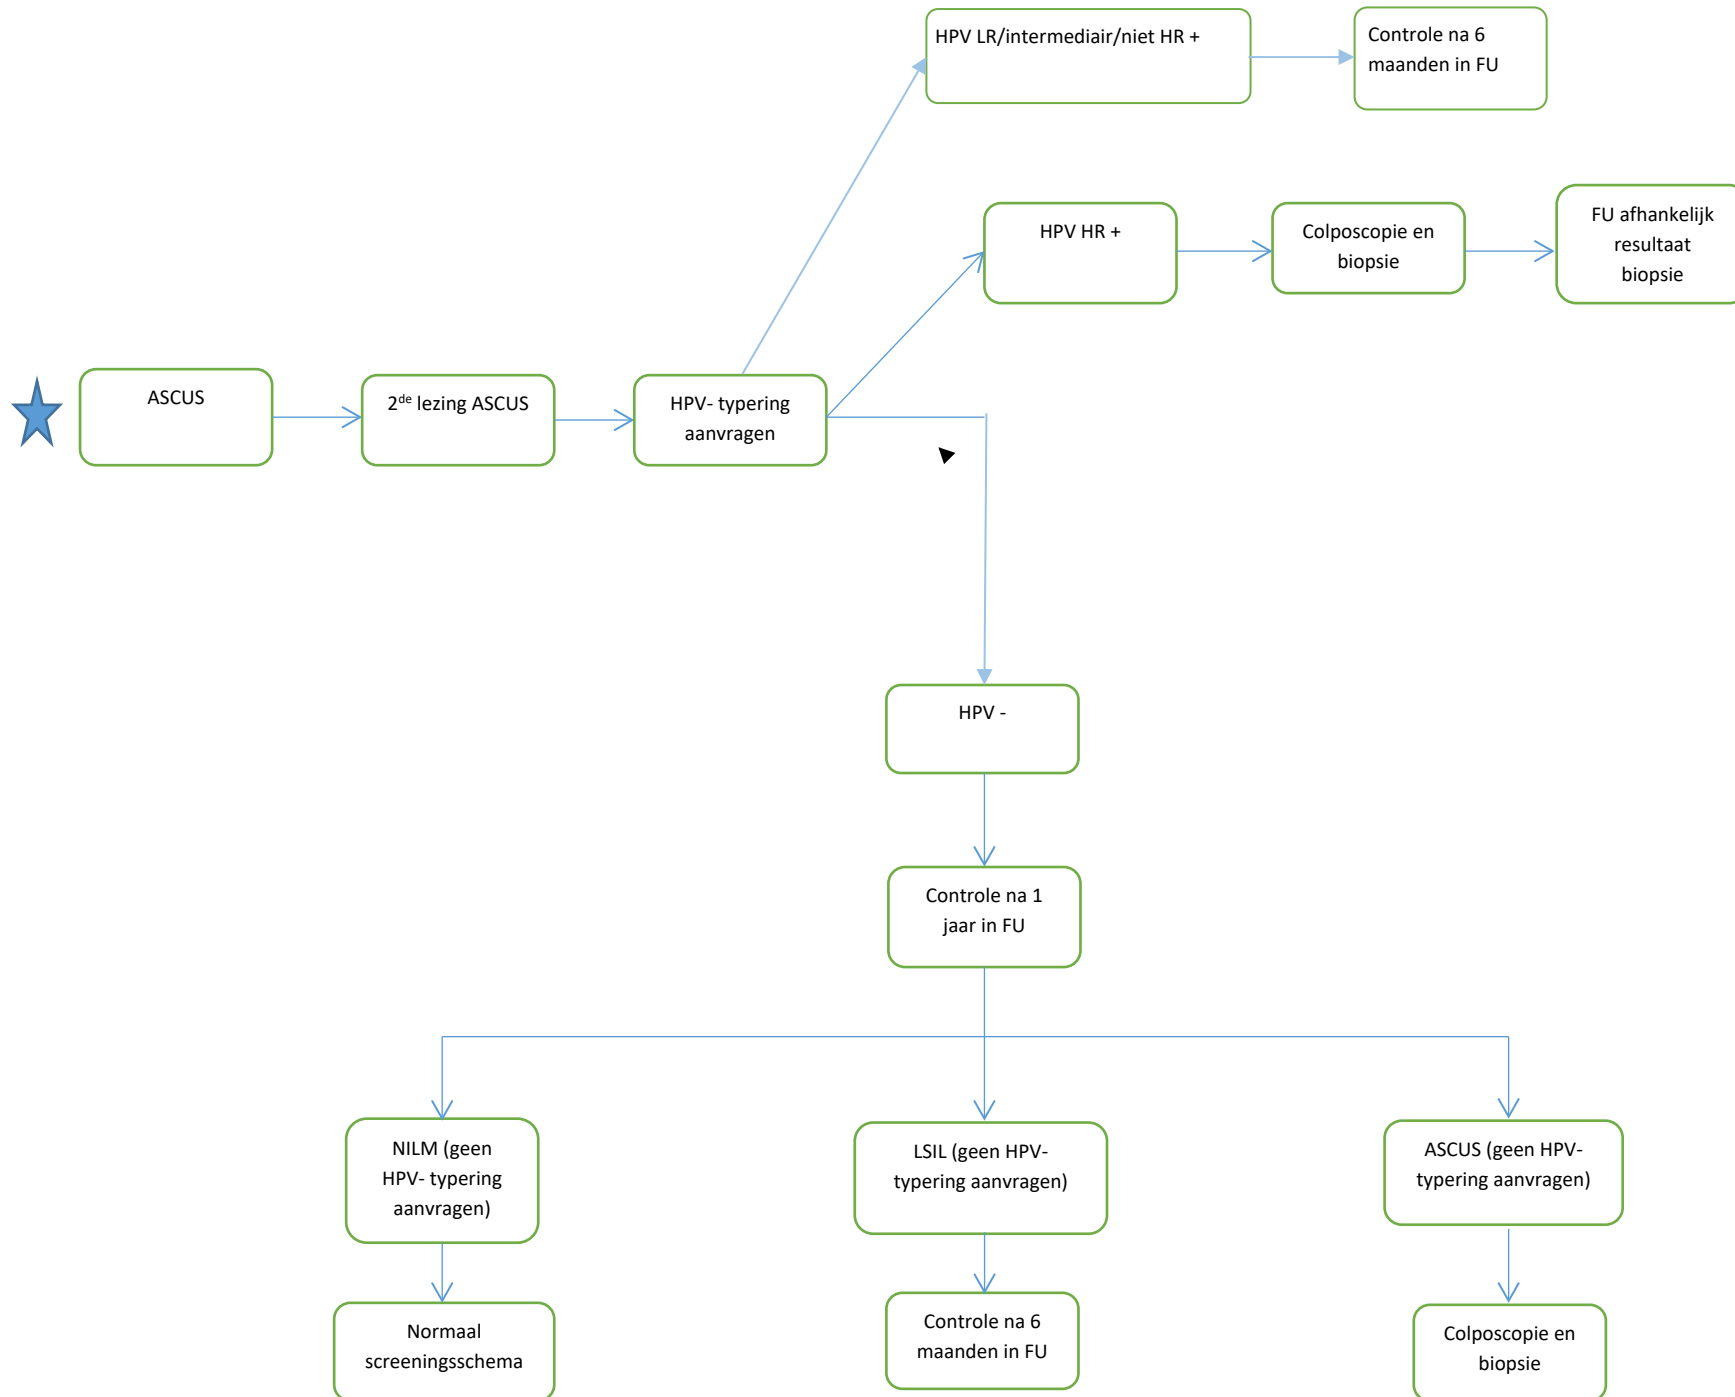 HPV LR/intermediair/niet HR +
Controle na 6
maanden in FU
HPV HR +
Colposcopie en
biopsie
FU afhankelijk
resultaat
biopsie
ASCUS
2de lezing ASCUS
HPV- typering
aanvragen
HPV -
Controle na 1
jaar in FU
NILM (geen
HPV- typering
aanvragen)
LSIL (geen HPV-
typering aanvragen)
ASCUS (geen HPV-
typering aanvragen)
Normaal
screeningsschema
Controle na 6
maanden in FU
Colposcopie en
biopsie